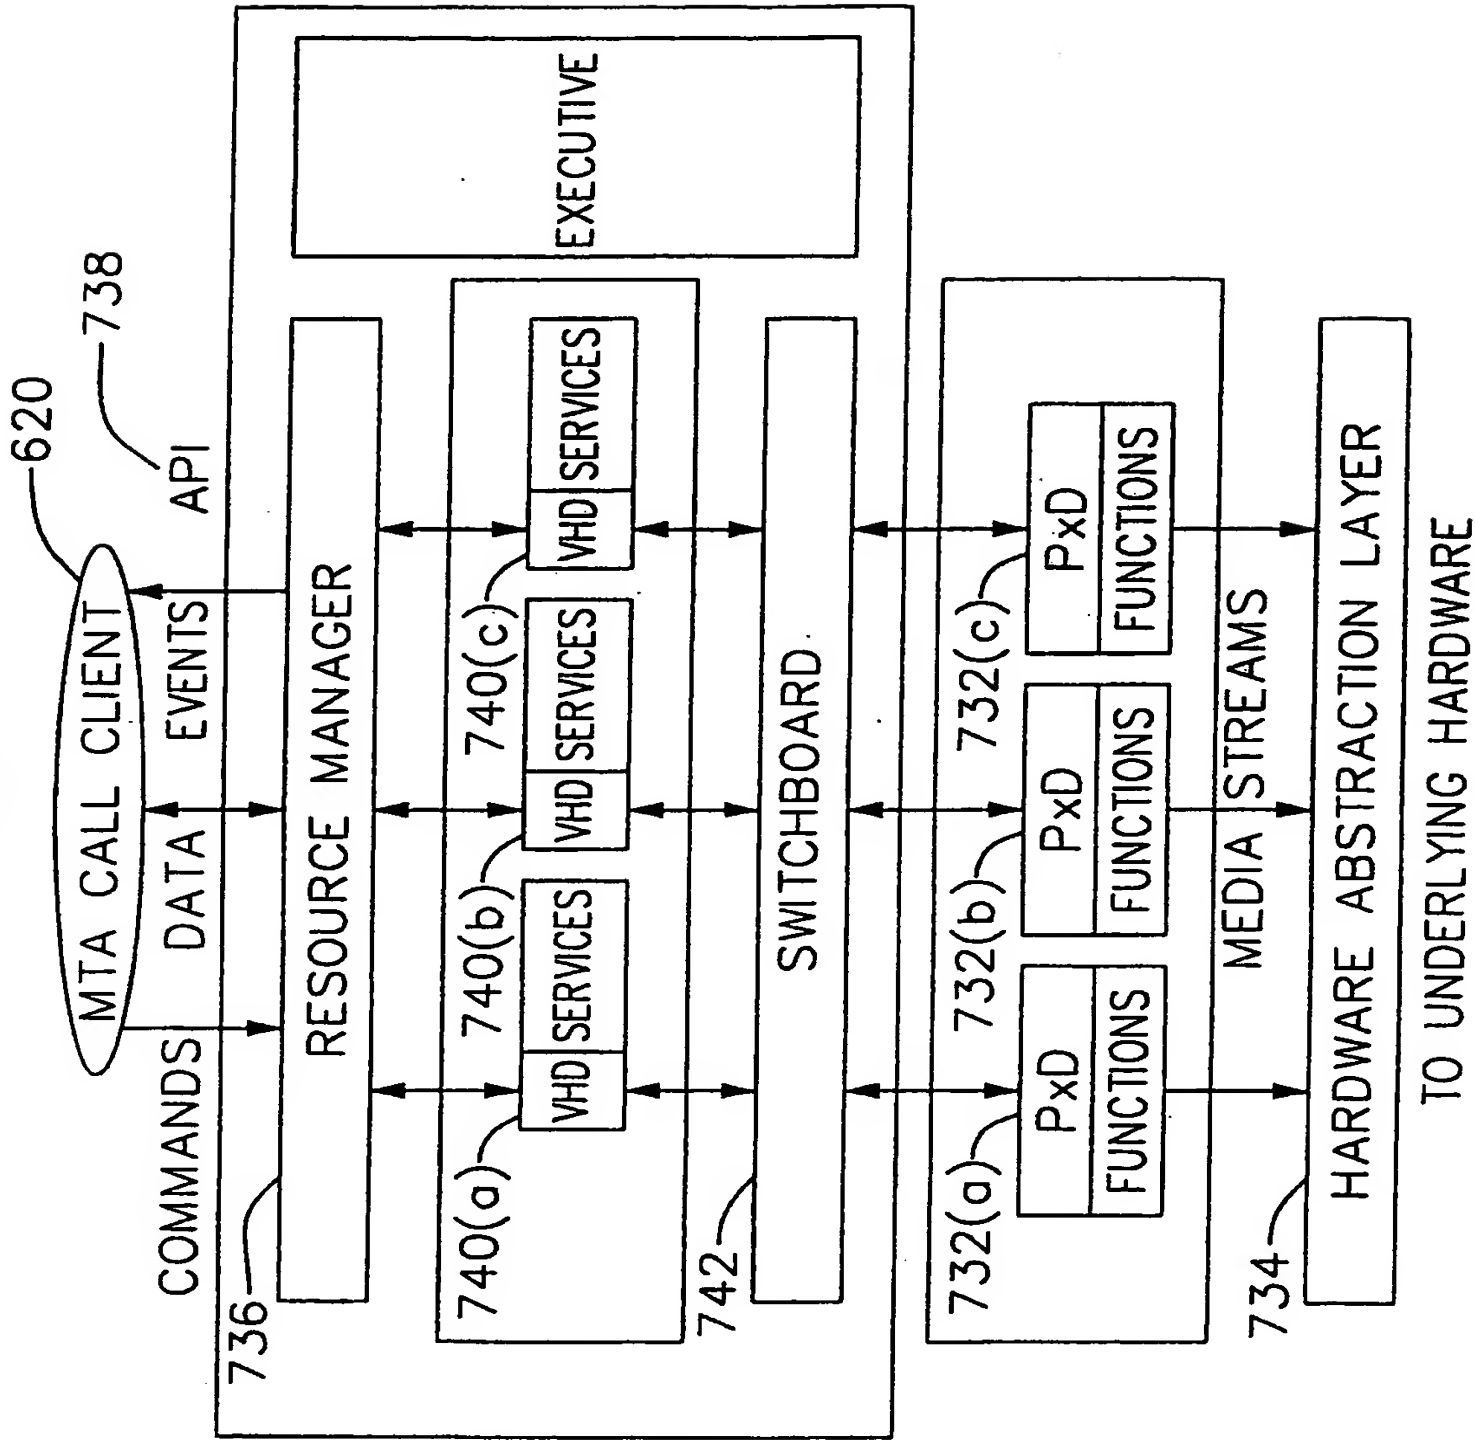 620
738
MTA CALL CLIENT
API
COMMANDS
DATA
EVENTS
736
RESOURCE MANAGER
EXECUTIVE
740(a)
740(b)
740(c)
VHD SERVICES
VHD SERVICES
VHD SERVICES
742
SWITCHBOARD
732(a)
732(b)
732(c)
PxD
PxD
PxD
FUNCTIONS
FUNCTIONS
FUNCTIONS
MEDIA STREAMS
734
HARDWARE ABSTRACTION LAYER
TO UNDERLYING HARDWARE